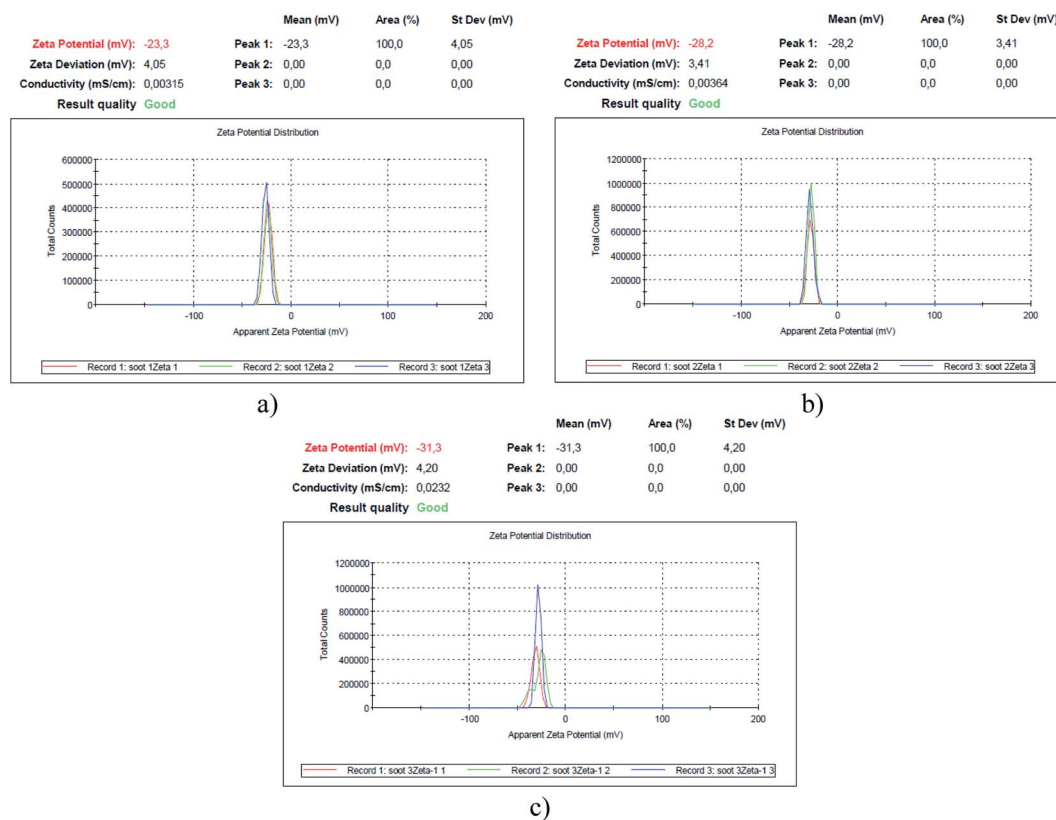 Mean (mV) Area (%) St Dev (mV)
Zeta Potential (mV): -23,3 Peak 1: -23,3 100,0 4,05
Zeta Deviation (mV): 4,05 Peak 2: 0,00 0,0 0,00
Conductivity (mS/cm): 0,00315 Peak 3: 0,00 0,0 0,00
Result quality Good
Zeta Potential Distribution
600000
500000
400000
300000
200000
100000
0
Total Counts
-100 0 100 200
Apparent Zeta Potential (mV)
Record 1: soot 1Zeta 1 Record 2: soot 1Zeta 2 Record 3: soot 1Zeta 3
a)
Mean (mV) Area (%) St Dev (mV)
Zeta Potential (mV): -28,2 Peak 1: -28,2 100,0 3,41
Zeta Deviation (mV): 3,41 Peak 2: 0,00 0,0 0,00
Conductivity (mS/cm): 0,00364 Peak 3: 0,00 0,0 0,00
Result quality Good
Zeta Potential Distribution
1200000
1000000
800000
600000
400000
200000
0
Total Counts
-100 0 100 200
Apparent Zeta Potential (mV)
Record 1: soot 2Zeta 1 Record 2: soot 2Zeta 2 Record 3: soot 2Zeta 3
b)
Mean (mV) Area (%) St Dev (mV)
Zeta Potential (mV): -31,3 Peak 1: -31,3 100,0 4,20
Zeta Deviation (mV): 4,20 Peak 2: 0,00 0,0 0,00
Conductivity (mS/cm): 0,0232 Peak 3: 0,00 0,0 0,00
Result quality Good
Zeta Potential Distribution
1200000
1000000
800000
600000
400000
200000
0
Total Counts
-100 0 100 200
Apparent Zeta Potential (mV)
Record 1: soot 3Zeta-1 1 Record 2: soot 3Zeta-1 2 Record 3: soot 3Zeta-1 3
c)